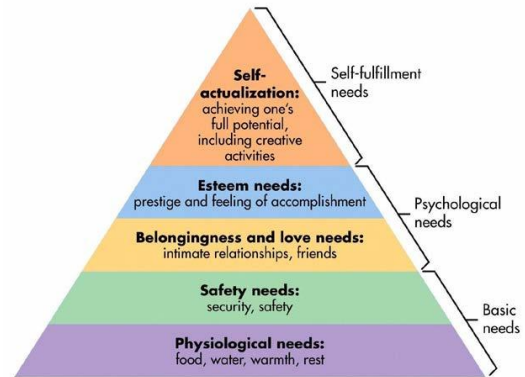 Self-
actualization:
achieving one's
full potential,
including creative
activities
Self-fulfillment
needs
Esteem needs:
prestige and feeling of accomplishment
Belongingness and love needs:
intimate relationships, friends
Psychological
needs
Safety needs:
security, safety
Physiological needs:
food, water, warmth, rest
Basic
needs